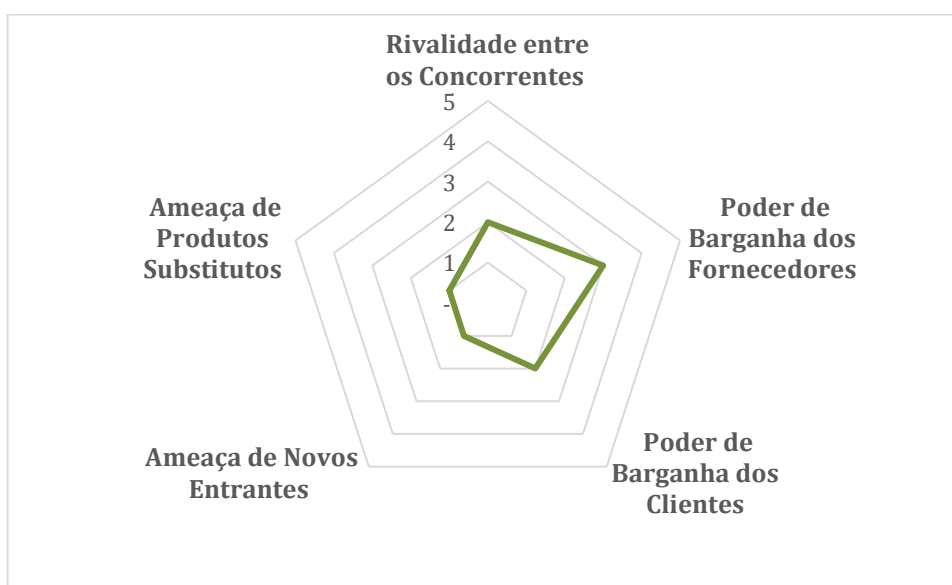 Rivalidade entre
os Concorrentes
5
4
3
2
1
-
Poder de
Barganha dos
Fornecedores
Poder de
Barganha dos
Clientes
Ameaça de Novos
Entrantes
Ameaça de
Produtos
Substitutos